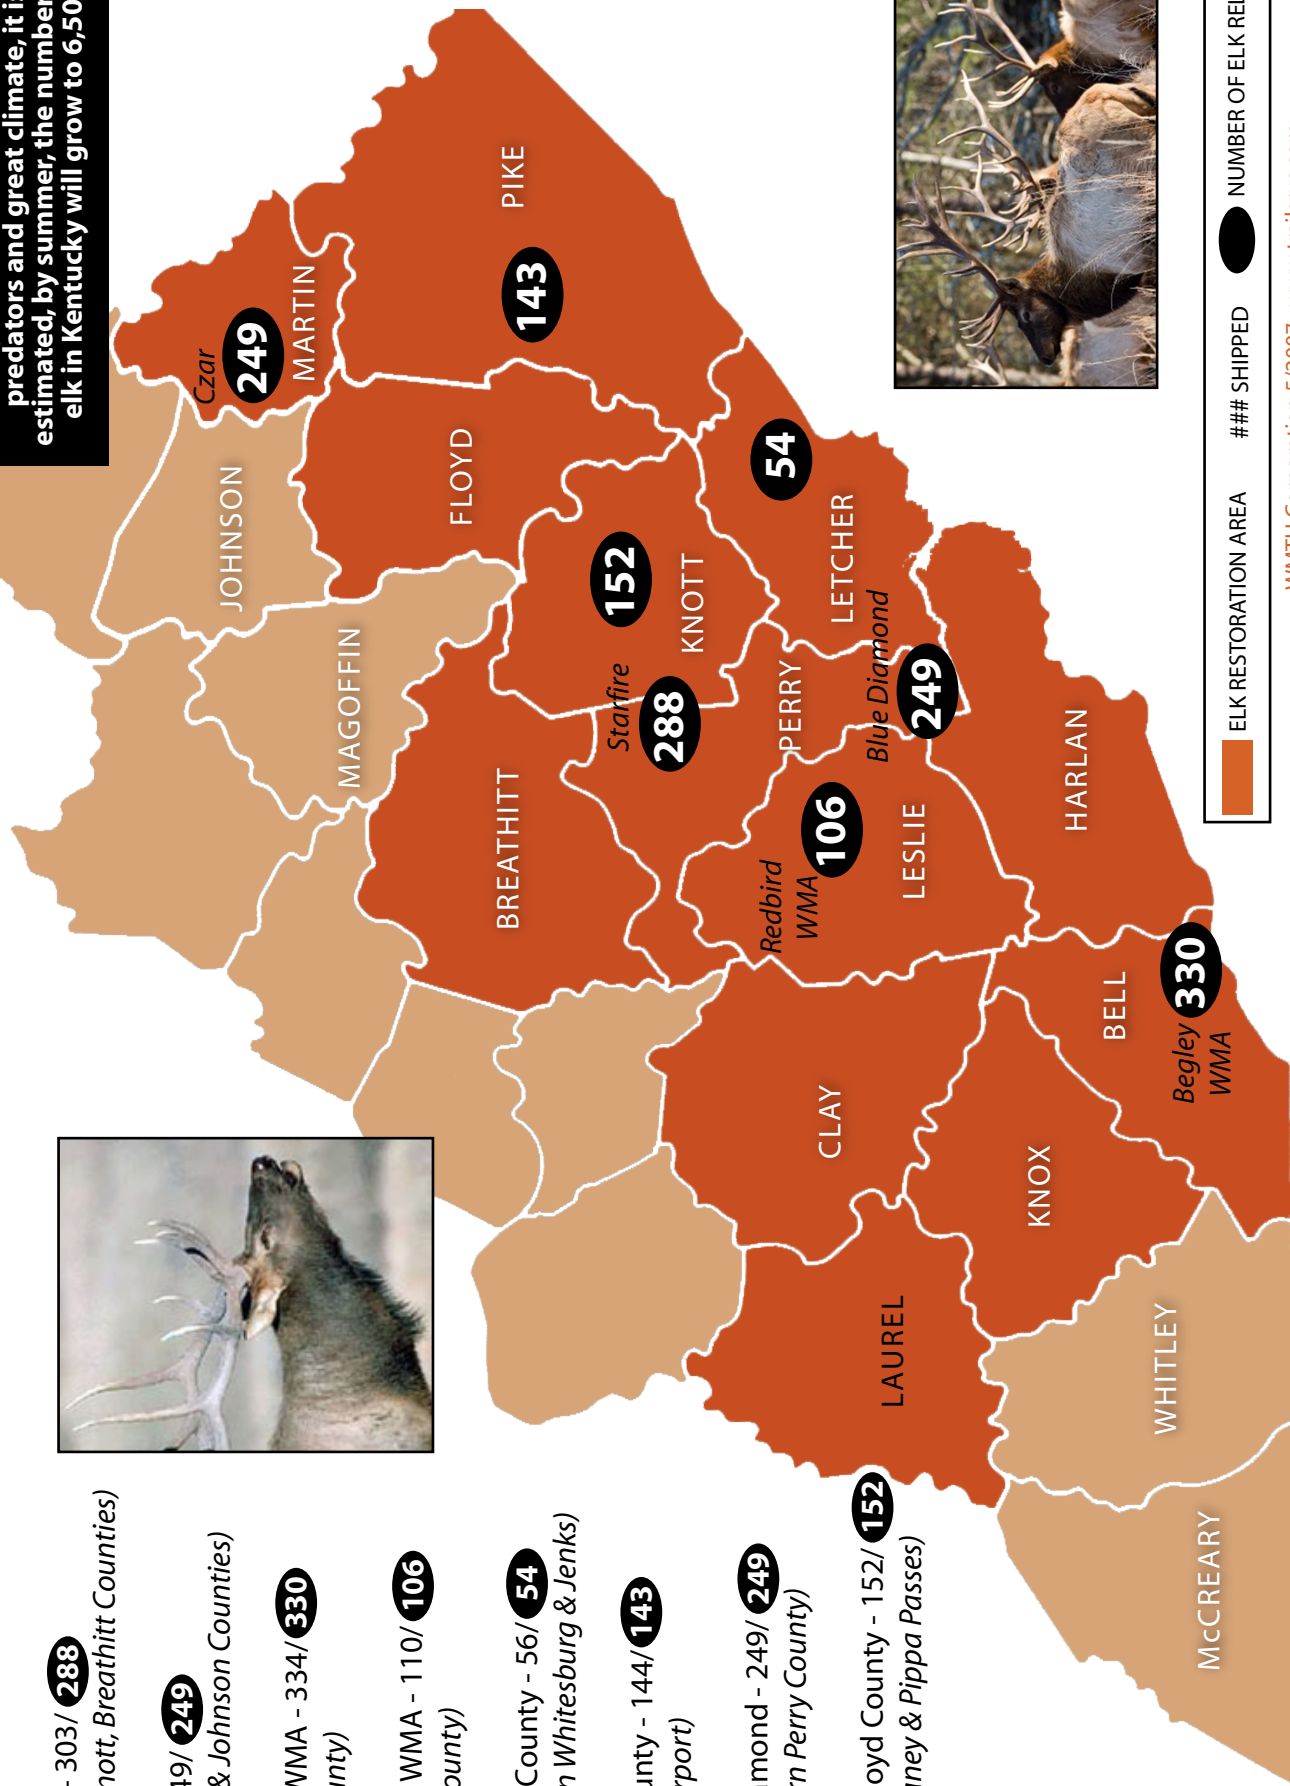 predators and great climate, it is
estimated, by summer, the number
elk in Kentucky will grow to 6,50
PIKE
143
MARTIN
Czar
249
JOHNSON
FLOYD
MAGOFFIN
KNOTT
152
Starfire
288
54
LETCHER
PERRY
Blue Diamond
249
BREATHITT
Redbird
WMA
106
LESLIE
HARLAN
BELL
Begley
WMA
330
CLAY
KNOX
LAUREL
WHITLEY
McCREARY
- 303/ 288
nott, Breathitt Counties)
49/ 249
& Johnson Counties)
WMA - 334/ 330
unty)
WMA - 110/ 106
ounty)
County - 56/ 54
n Whitesburg & Jenks)
unty - 144/ 143
rport)
mond - 249/ 249
rn Perry County)
oyd County - 152/ 152
ney & Pippa Passes)
ELK RESTORATION AREA ### SHIPPED NUMBER OF ELK REL